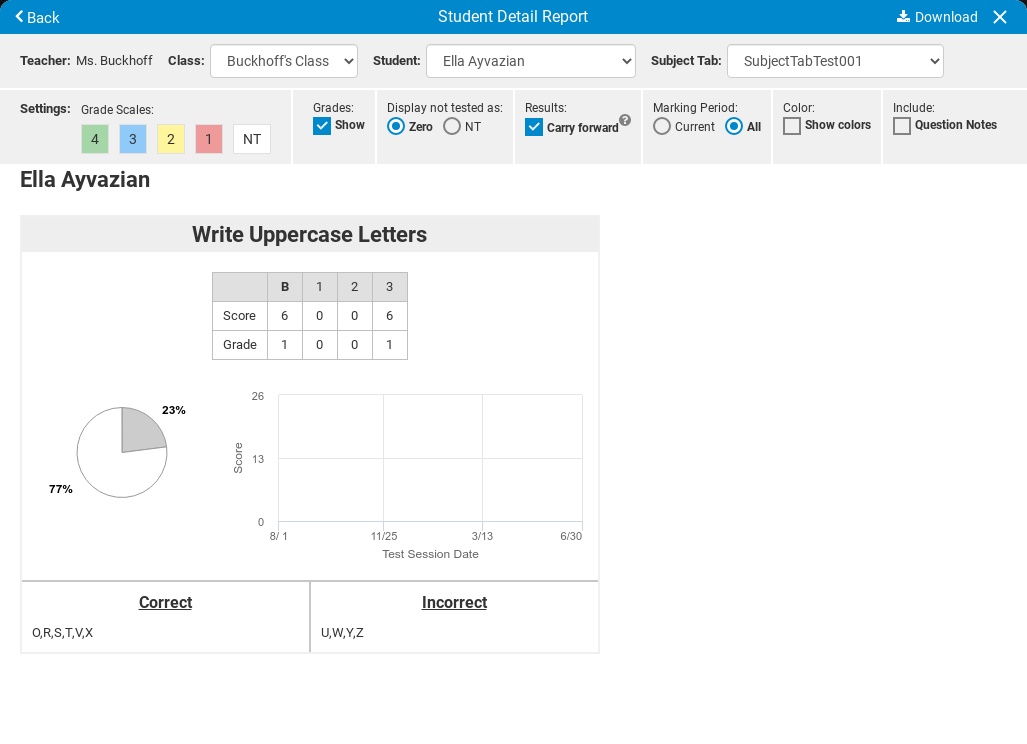 Back
Student Detail Report
Download
Teacher: Ms. Buckhoff Class: Buckhoff's Class Student: Ella Ayvazian Subject Tab: SubjectTabTest001
Settings: Grade Scales:
4 3 2 1 NT
Grades:
Show
Display not tested as:
Zero NT
Results:
Carry forward ?
Marking Period:
Current All
Color:
Show colors
Include:
Question Notes
Ella Ayvazian
Write Uppercase Letters
B 1 2 3
Score 6 0 0 6
Grade 1 0 0 1
23%
77%
26
13
0
Score
8/ 1 11/25 3/13 6/30
Test Session Date
Correct
O,R,S,T,V,X
Incorrect
U,W,Y,Z